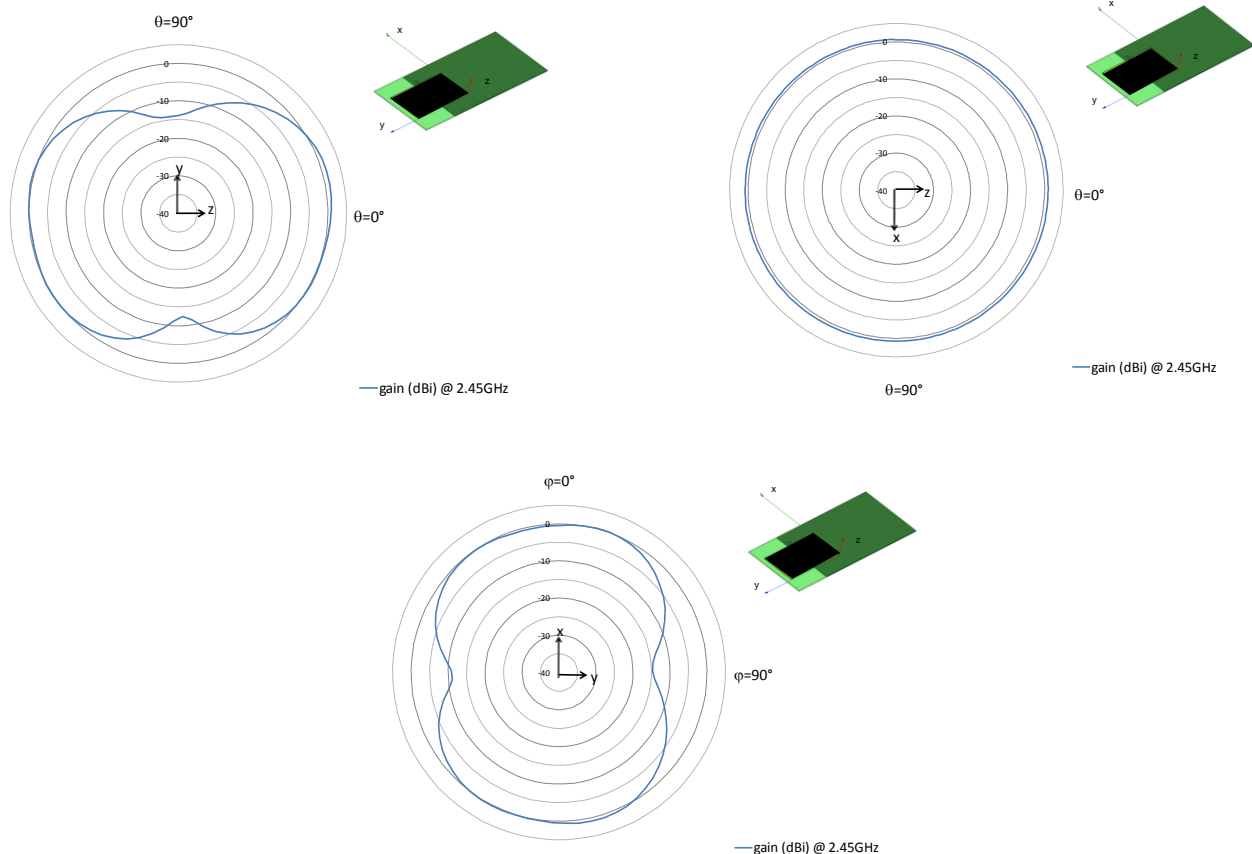 θ=90°
0
-10
-20
-30
-40
y
z
θ=0°
x
z
y
gain (dBi) @ 2.45GHz
0
-10
-20
-30
-40
z
x
θ=0°
θ=90°
x
z
y
gain (dBi) @ 2.45GHz
φ=0°
0
-10
-20
-30
-40
x
y
φ=90°
x
z
y
gain (dBi) @ 2.45GHz